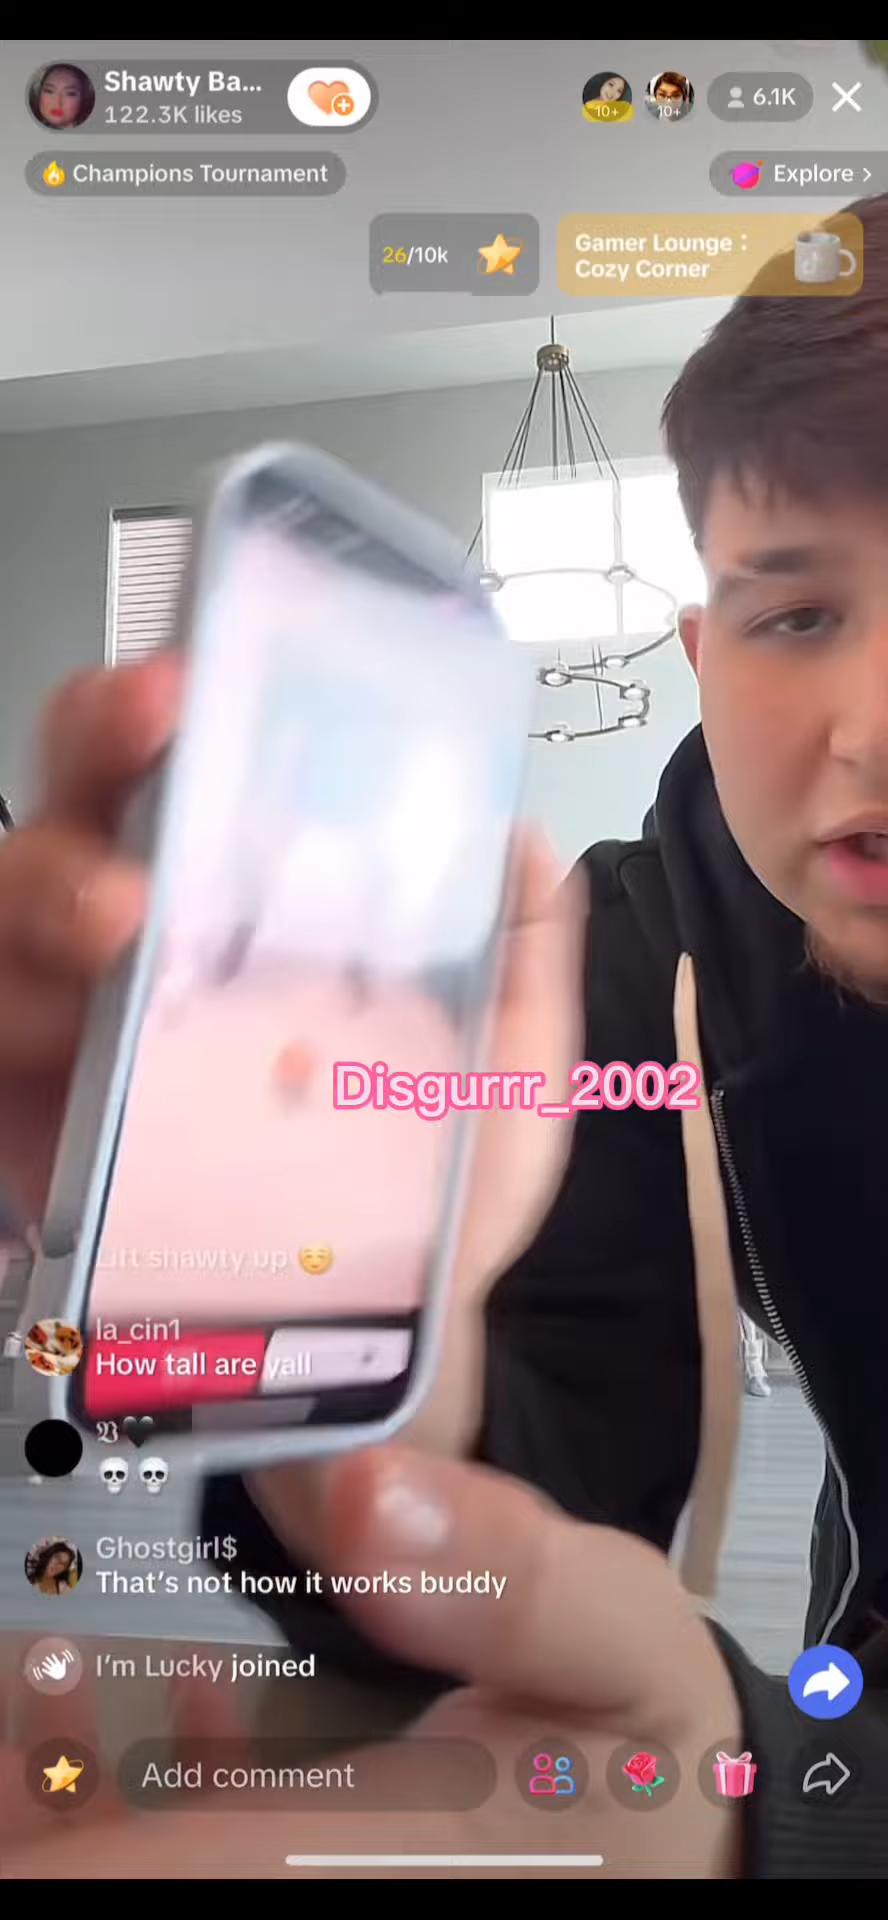 Shawty Ba...
122.3K likes
10+
10+
6.1K
🔥 Champions Tournament
Explore >
26/10k
Gamer Lounge :
Cozy Corner
Disgurrr_2002
Lift shawty up ☺️
la_cin1
How tall are yall
𝔙🖤
💀💀
Ghostgirl$
That's not how it works buddy
I'm Lucky joined
Add comment